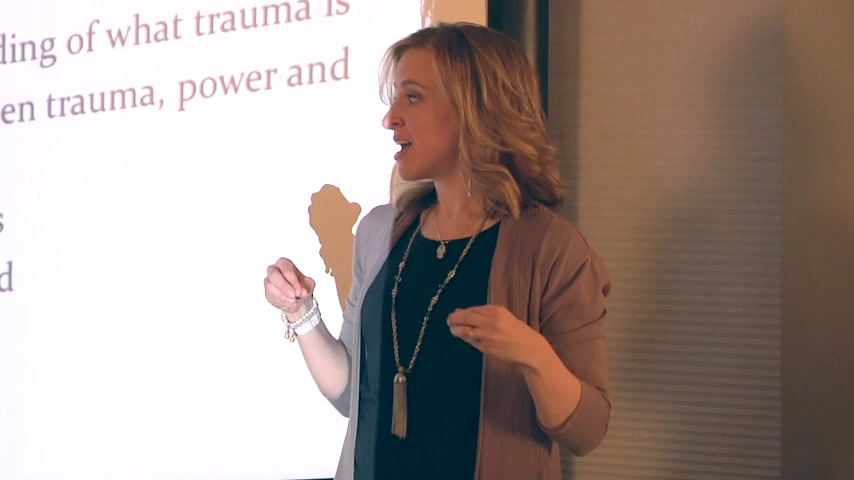 ding of what trauma is
en trauma, power and
s
d